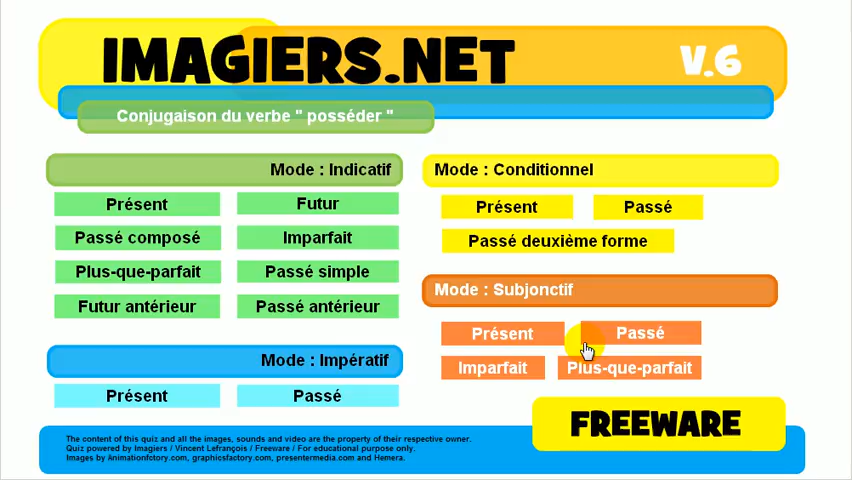 IMAGIERS.NET
V.6
Conjugaison du verbe " posséder "
Mode : Indicatif
Présent
Futur
Passé composé
Imparfait
Plus-que-parfait
Passé simple
Futur antérieur
Passé antérieur
Mode : Impératif
Présent
Passé
Mode : Conditionnel
Présent
Passé
Passé deuxième forme
Mode : Subjonctif
Présent
Passé
Imparfait
Plus-que-parfait
FREEWARE
The content of this quiz and all the images, sounds and video are the property of their respective owner.
Quiz powered by Imagiers / Vincent Lefrançois / Freeware / For educational purpose only.
Images by Animationfctory.com, graphicsfactory.com, presentermedia.com and Hemera.